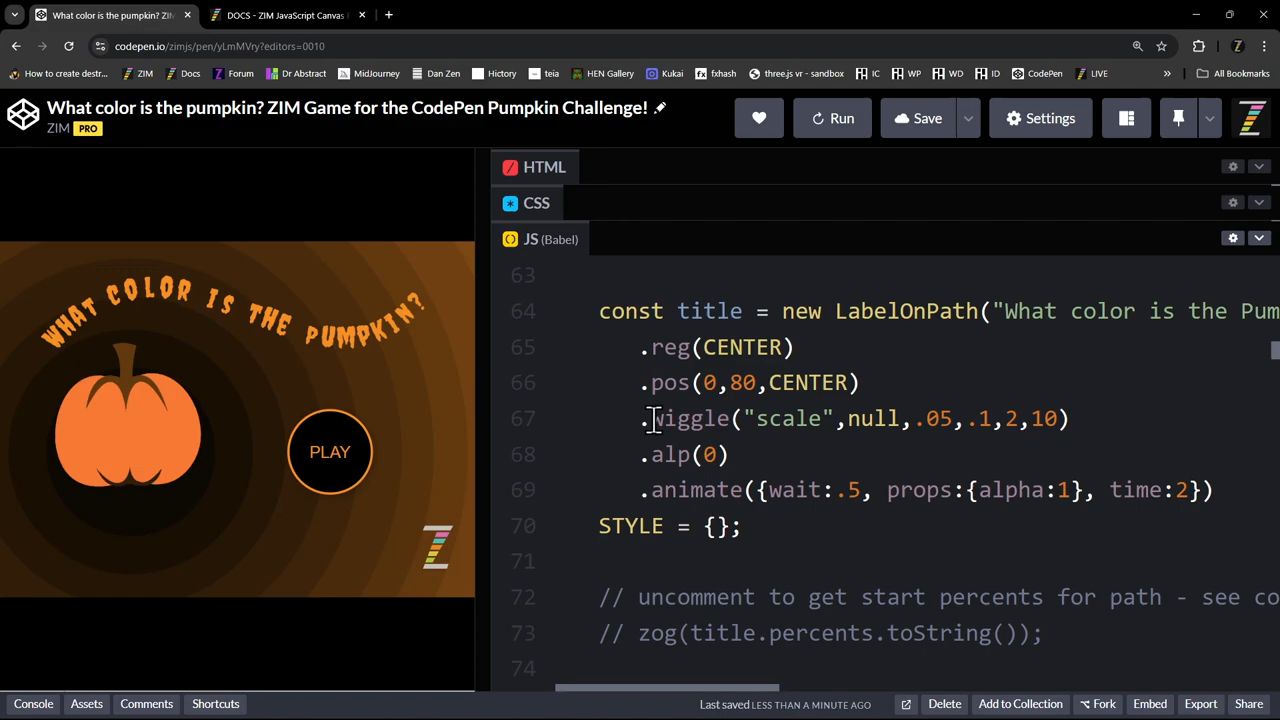 What color is the pumpkin? ZIM
DOCS - ZIM JavaScript Canvas
codepen.io/zimjs/pen/yLmMVry?editors=0010
How to create destr... ZIM Docs Forum Dr Abstract MidJourney Dan Zen Hictory teia HEN Gallery Kukai fxhash three.js vr - sandbox IC WP WD ID CodePen LIVE All Bookmarks
What color is the pumpkin? ZIM Game for the CodePen Pumpkin Challenge!
ZIM PRO
Run Save Settings
HTML
CSS
JS (Babel)
WHAT COLOR IS THE PUMPKIN?
PLAY
63
64 const title = new LabelOnPath("What color is the Pum
65 .reg(CENTER)
66 .pos(0,80,CENTER)
67 .wiggle("scale",null,.05,.1,2,10)
68 .alp(0)
69 .animate({wait:.5, props:{alpha:1}, time:2})
70 STYLE = {};
71
72 // uncomment to get start percents for path - see co
73 // zog(title.percents.toString());
74
Console Assets Comments Shortcuts Last saved LESS THAN A MINUTE AGO Delete Add to Collection Fork Embed Export Share